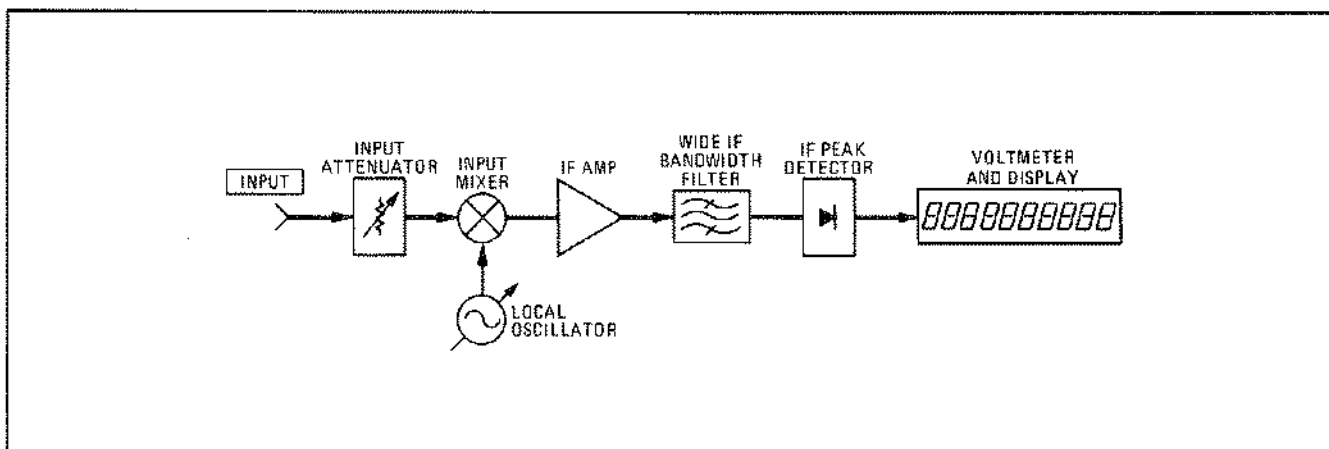 INPUT
INPUT
ATTENUATOR
INPUT
MIXER
IF AMP
WIDE IF
BANDWIDTH
FILTER
IF PEAK
DETECTOR
VOLTMETER
AND DISPLAY
8888888888
LOCAL
OSCILLATOR